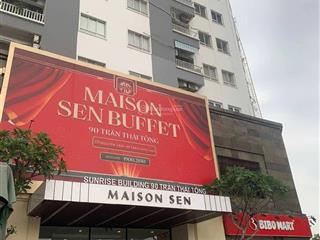 MAISON
SEN BUFFET
90 TRẦN THÁI TÔNG
SUNRISE BUILDING 90 TRẦN THÁI TÔNG
MAISON SEN
BIBO MART